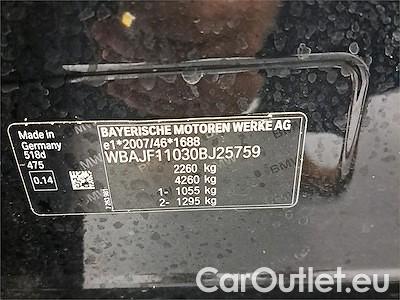 BAYERISCHE MOTOREN WERKE AG
e1*2007/46*1688
WBAJF11030BJ25759
2260 kg
4260 kg
1- 1055 kg
2- 1295 kg
Made in
Germany
518d
-475
0.14
CarOutlet.eu